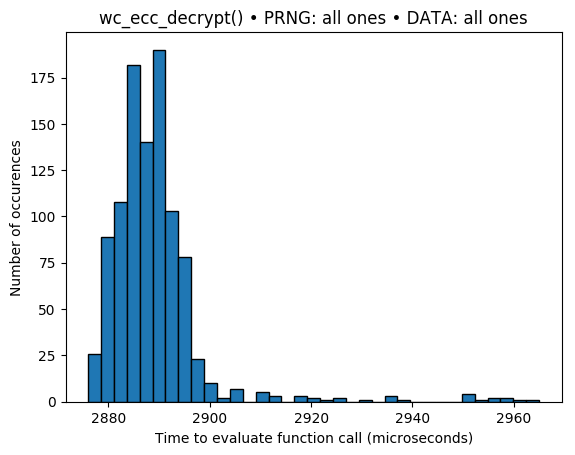 wc_ecc_decrypt() • PRNG: all ones • DATA: all ones
Number of occurences
175
150
125
100
75
50
25
0
2880 2900 2920 2940 2960
Time to evaluate function call (microseconds)